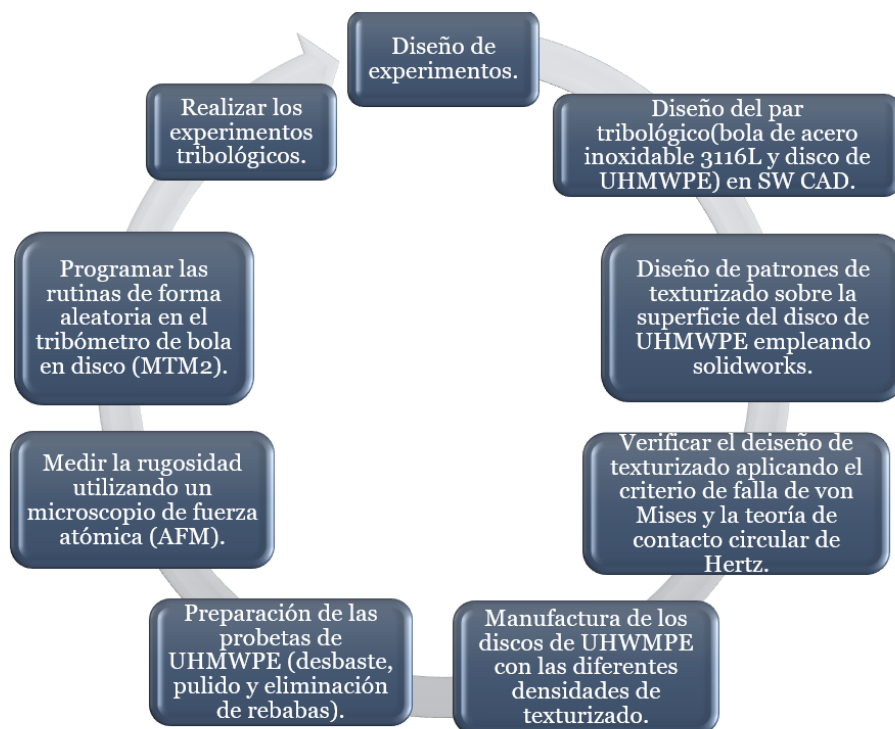 Diseño de
experimentos.
Diseño del par
tribológico(bola de acero
inoxidable 3116L y disco de
UHMWPE) en SW CAD.
Diseño de patrones de
texturizado sobre la
superficie del disco de
UHMWPE empleando
solidworks.
Verificar el deiseño de
texturizado aplicando el
criterio de falla de von
Mises y la teoría de
contacto circular de
Hertz.
Manufactura de los
discos de UHWMPE
con las diferentes
densidades de
texturizado.
Preparación de las
probetas de
UHMWPE (desbaste,
pulido y eliminación
de rebabas).
Medir la rugosidad
utilizando un
microscopio de fuerza
atómica (AFM).
Programar las
rutinas de forma
aleatoria en el
tribómetro de bola
en disco (MTM2).
Realizar los
experimentos
tribológicos.